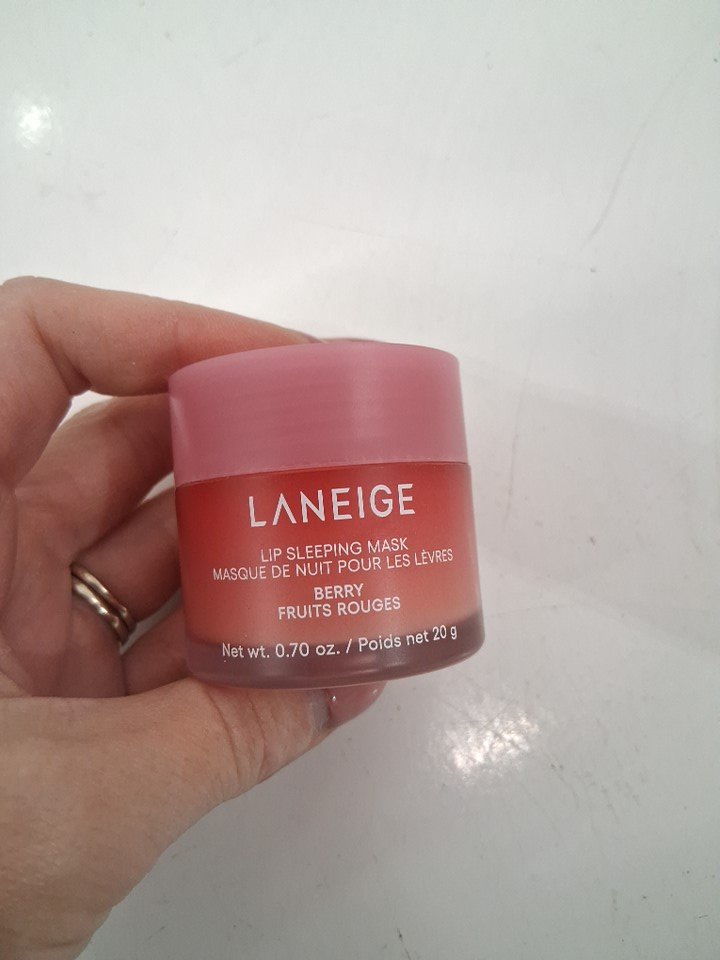 LANEIGE
LIP SLEEPING MASK
MASQUE DE NUIT POUR LES LÈVRES
BERRY
FRUITS ROUGES
Net wt. 0.70 oz. / Poids net 20 g